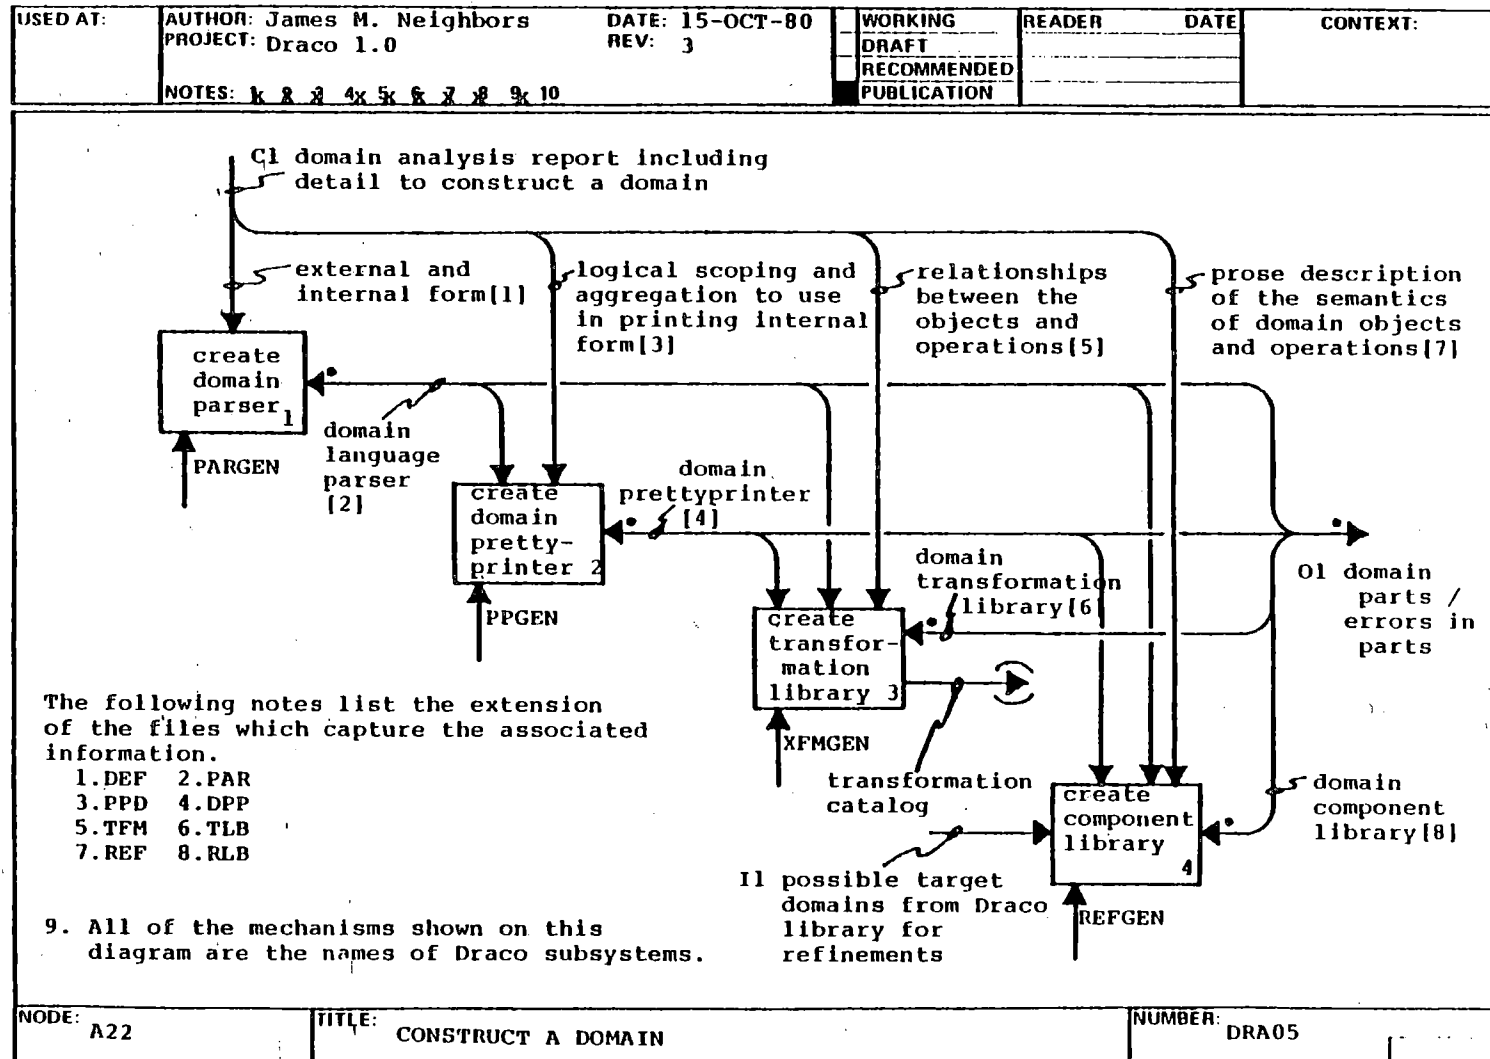 USED AT:
AUTHOR: James M. Neighbors
DATE: 15-OCT-80
PROJECT: Draco 1.0
REV: 3
NOTES: 1 2 3 4 5 6 7 8 9 10
WORKING
DRAFT
RECOMMENDED
PUBLICATION
READER DATE
CONTEXT:
C1 domain analysis report including
detail to construct a domain
external and
internal form[1]
logical scoping and
aggregation to use
in printing internal
form[3]
relationships
between the
objects and
operations[5]
prose description
of the semantics
of domain objects
and operations[7]
create
domain
parser
1
PARGEN
domain
language
parser
[2]
create
domain
pretty-
printer 2
PPGEN
domain
prettyprinter
[4]
domain
transformation
library[6]
O1 domain
parts /
errors in
parts
create
transfor-
mation
library 3
XFMGEN
transformation
catalog
create
component
library
4
REFGEN
domain
component
library[8]
I1 possible target
domains from Draco
library for
refinements
The following notes list the extension
of the files which capture the associated
information.
1.DEF 2.PAR
3.PPD 4.DPP
5.TFM 6.TLB
7.REF 8.RLB
9. All of the mechanisms shown on this
diagram are the names of Draco subsystems.
NODE: A22
TITLE: CONSTRUCT A DOMAIN
NUMBER: DRA05